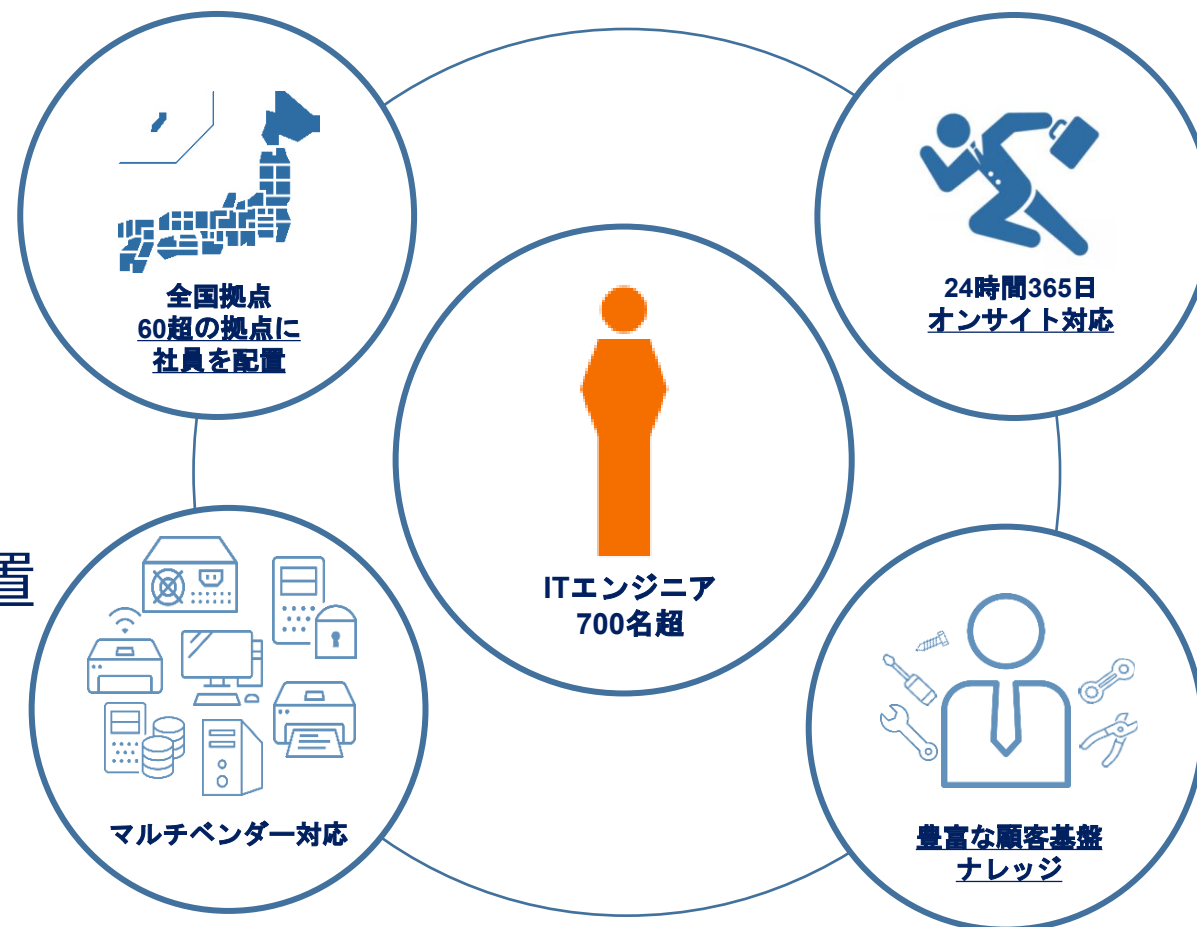 全国拠点
60超の拠点に
社員を配置
24時間365日
オンサイト対応
ITエンジニア
700名超
置
マルチベンダー対応
豊富な顧客基盤
ナレッジ